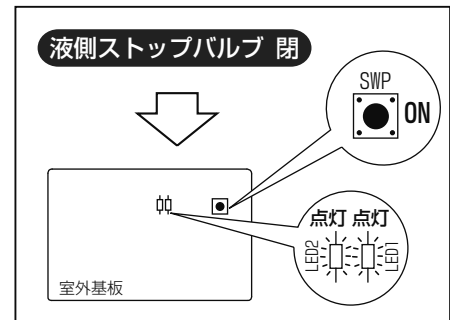 液側ストップバルブ 閉
SWP
ON
点灯 点灯
LED2
LED1
室外基板